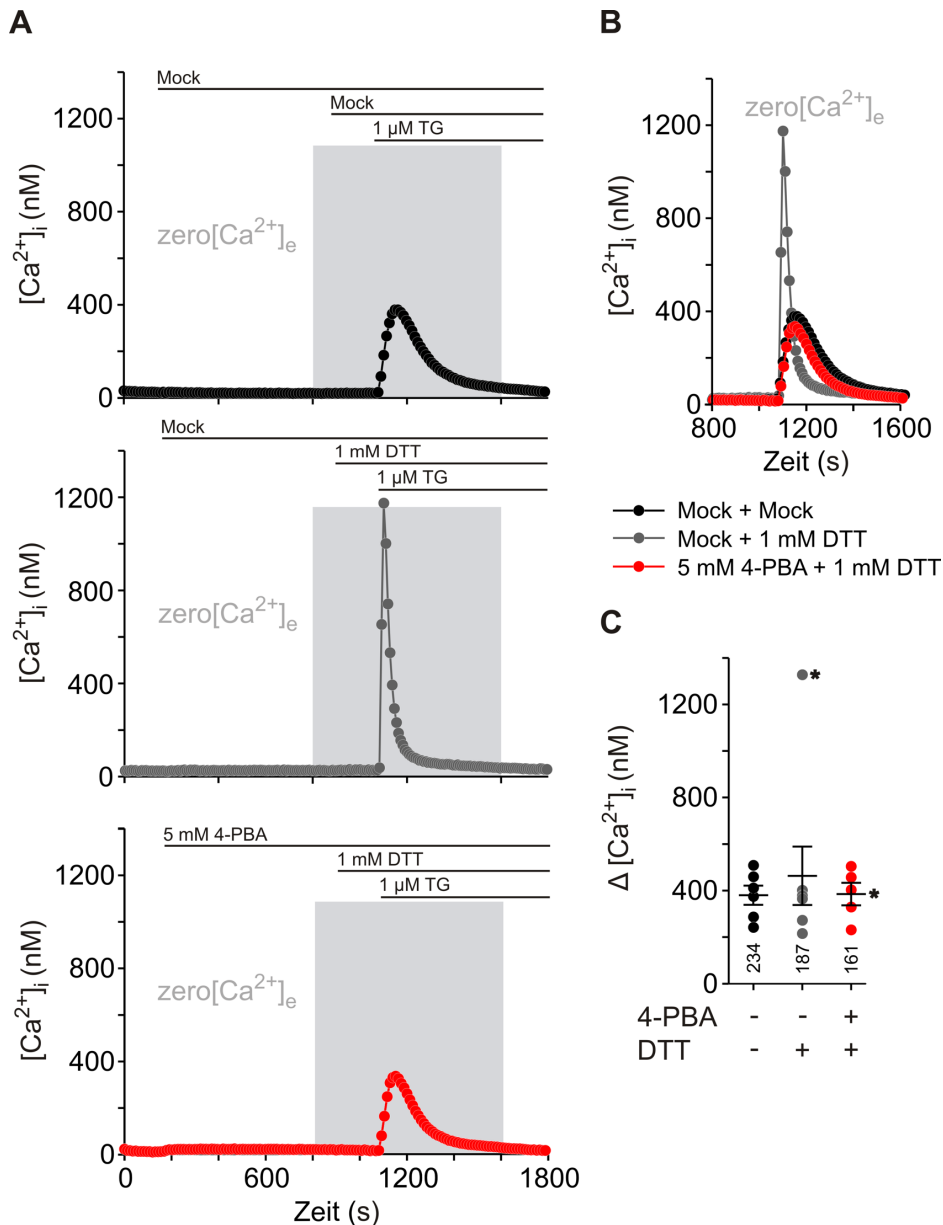 A
Mock
Mock
1 µM TG
1200
800
400
0
[Ca²⁺]ᵢ (nM)
zero[Ca²⁺]ₑ
Mock
1 mM DTT
1 µM TG
1200
800
400
0
[Ca²⁺]ᵢ (nM)
zero[Ca²⁺]ₑ
5 mM 4-PBA
1 mM DTT
1 µM TG
1200
800
400
0
[Ca²⁺]ᵢ (nM)
zero[Ca²⁺]ₑ
0 600 1200 1800
Zeit (s)
B
zero[Ca²⁺]ₑ
1200
800
400
0
[Ca²⁺]ᵢ (nM)
800 1200 1600
Zeit (s)
Mock + Mock
Mock + 1 mM DTT
5 mM 4-PBA + 1 mM DTT
C
1200
800
400
0
Δ [Ca²⁺]ᵢ (nM)
*
*
234 187 161
4-PBA - - +
DTT - + +